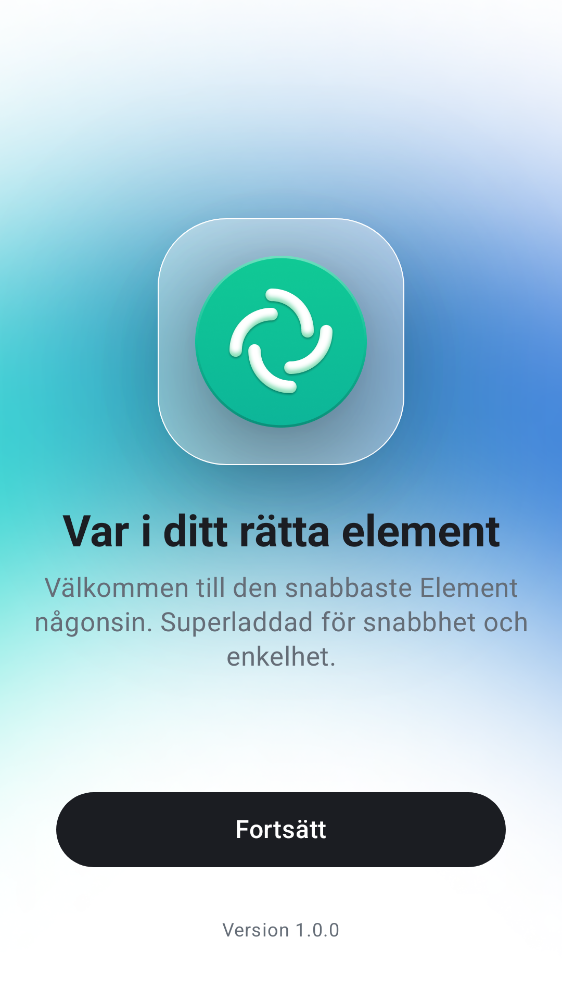 Var i ditt rätta element
Välkommen till den snabbaste Element
någonsin. Superladdad för snabbhet och
enkelhet.
Fortsätt
Version 1.0.0